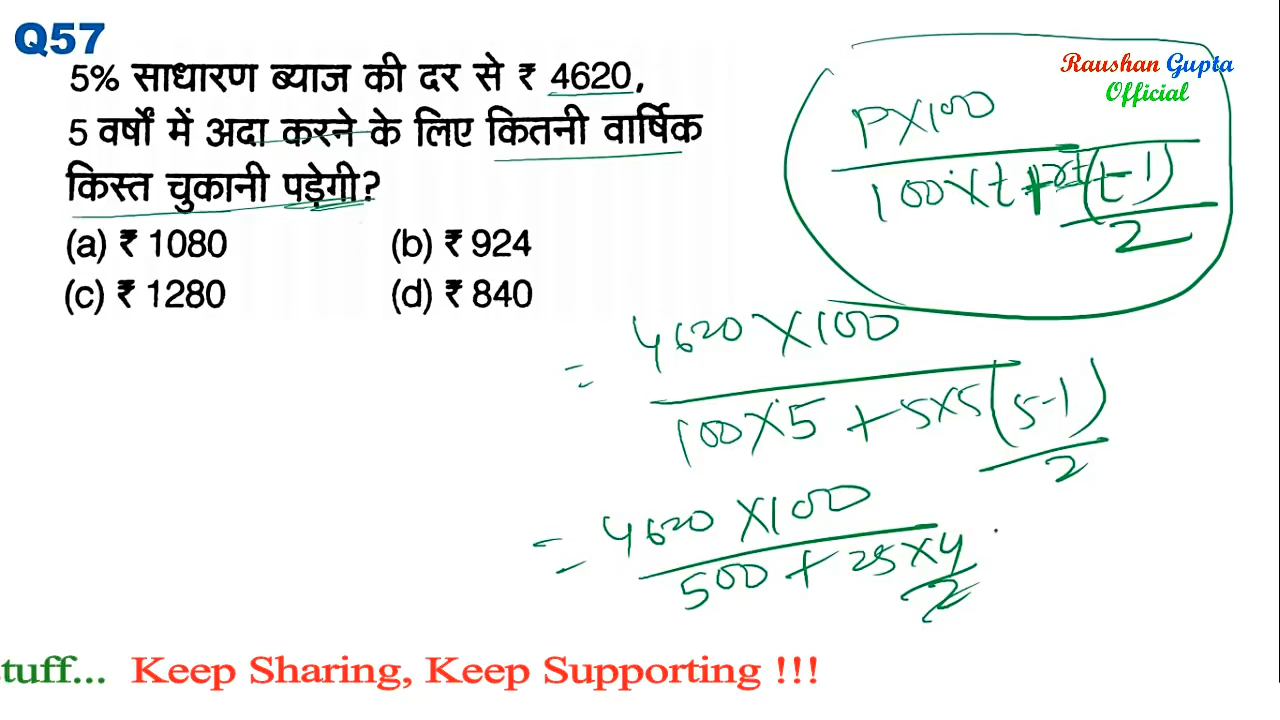 Q57
5% साधारण ब्याज की दर से ₹ 4620,
5 वर्षों में अदा करने के लिए कितनी वार्षिक
किस्त चुकानी पड़ेगी?
(a) ₹ 1080 (b) ₹ 924
(c) ₹ 1280 (d) ₹ 840
Raushan Gupta
Official
P×100
100×t+rt(t-1)
2
= 4620×100
100×5 + 5×5(5-1)
2
= 4620×100
500 + 25×4
2
tuff... Keep Sharing, Keep Supporting !!!